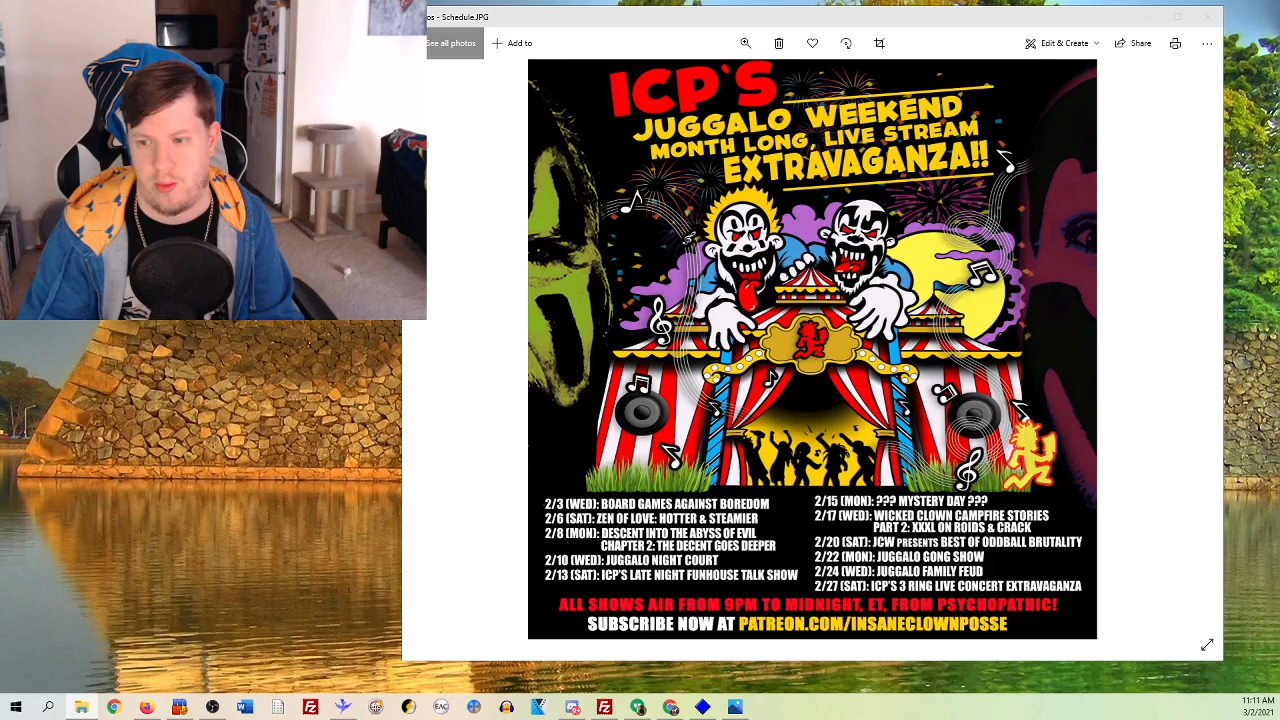 os - Schedule.JPG
See all photos
Add to
Edit & Create
Share
ICP'S
JUGGALO WEEKEND
MONTH LONG, LIVE STREAM
EXTRAVAGANZA!!
2/3 (WED): BOARD GAMES AGAINST BOREDOM
2/6 (SAT): ZEN OF LOVE: HOTTER & STEAMIER
2/8 (MON): DESCENT INTO THE ABYSS OF EVIL
CHAPTER 2: THE DECENT GOES DEEPER
2/10 (WED): JUGGALO NIGHT COURT
2/13 (SAT): ICP'S LATE NIGHT FUNHOUSE TALK SHOW
2/15 (MON): ??? MYSTERY DAY ???
2/17 (WED): WICKED CLOWN CAMPFIRE STORIES
PART 2: XXXL ON ROIDS & CRACK
2/20 (SAT): JCW PRESENTS BEST OF ODDBALL BRUTALITY
2/22 (MON): JUGGALO GONG SHOW
2/24 (WED): JUGGALO FAMILY FEUD
2/27 (SAT): ICP'S 3 RING LIVE CONCERT EXTRAVAGANZA
ALL SHOWS AIR FROM 9PM TO MIDNIGHT, ET, FROM PSYCHOPATHIC!
SUBSCRIBE NOW AT PATREON.COM/INSANECLOWNPOSSE
EAC
11:11 AM
3/2/2021